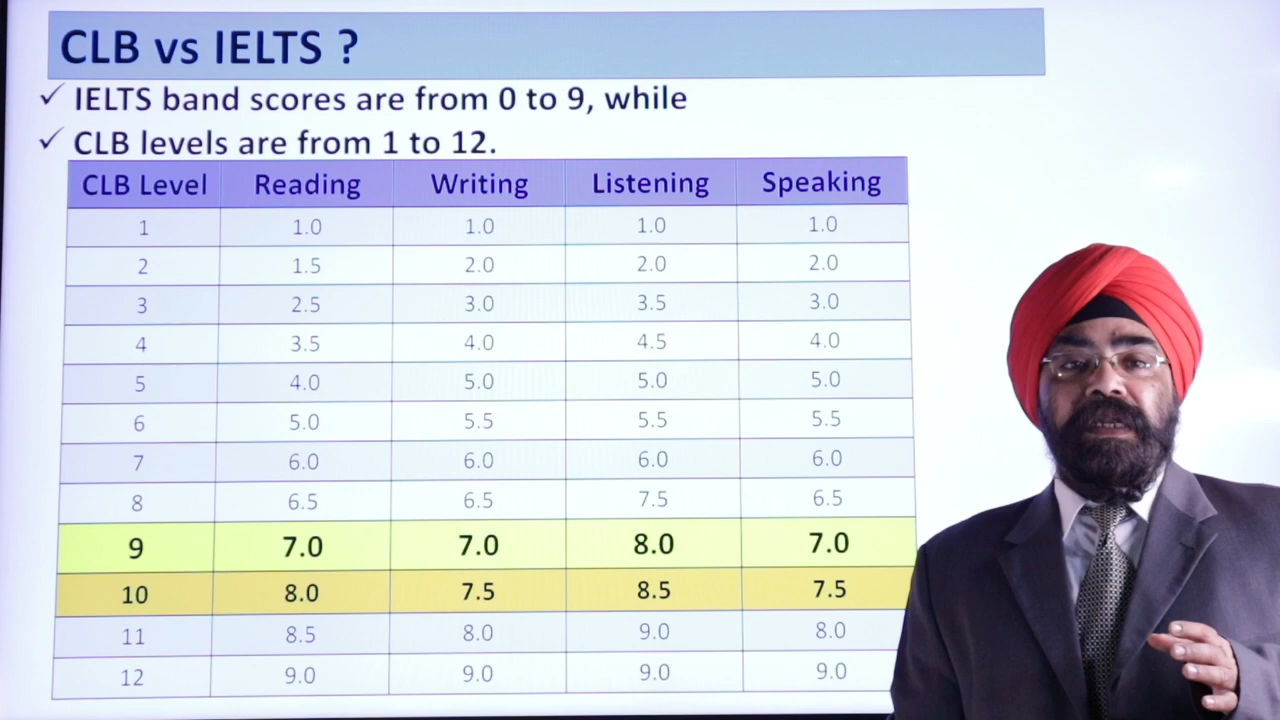 CLB vs IELTS ?
✓ IELTS band scores are from 0 to 9, while
✓ CLB levels are from 1 to 12.
CLB Level Reading Writing Listening Speaking
1 1.0 1.0 1.0 1.0
2 1.5 2.0 2.0 2.0
3 2.5 3.0 3.5 3.0
4 3.5 4.0 4.5 4.0
5 4.0 5.0 5.0 5.0
6 5.0 5.5 5.5 5.5
7 6.0 6.0 6.0 6.0
8 6.5 6.5 7.5 6.5
9 7.0 7.0 8.0 7.0
10 8.0 7.5 8.5 7.5
11 8.5 8.0 9.0 8.0
12 9.0 9.0 9.0 9.0